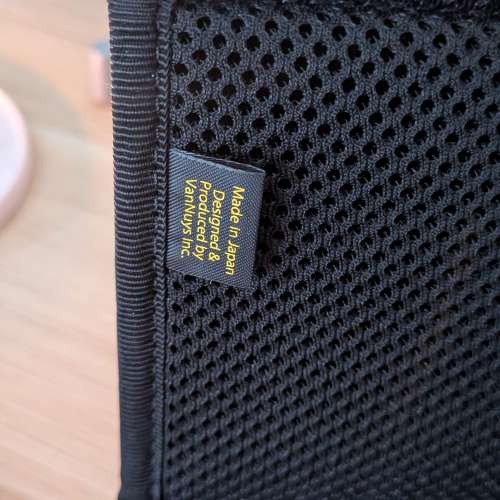 Made in Japan
Designed &
Produced by
VanNuys Inc.